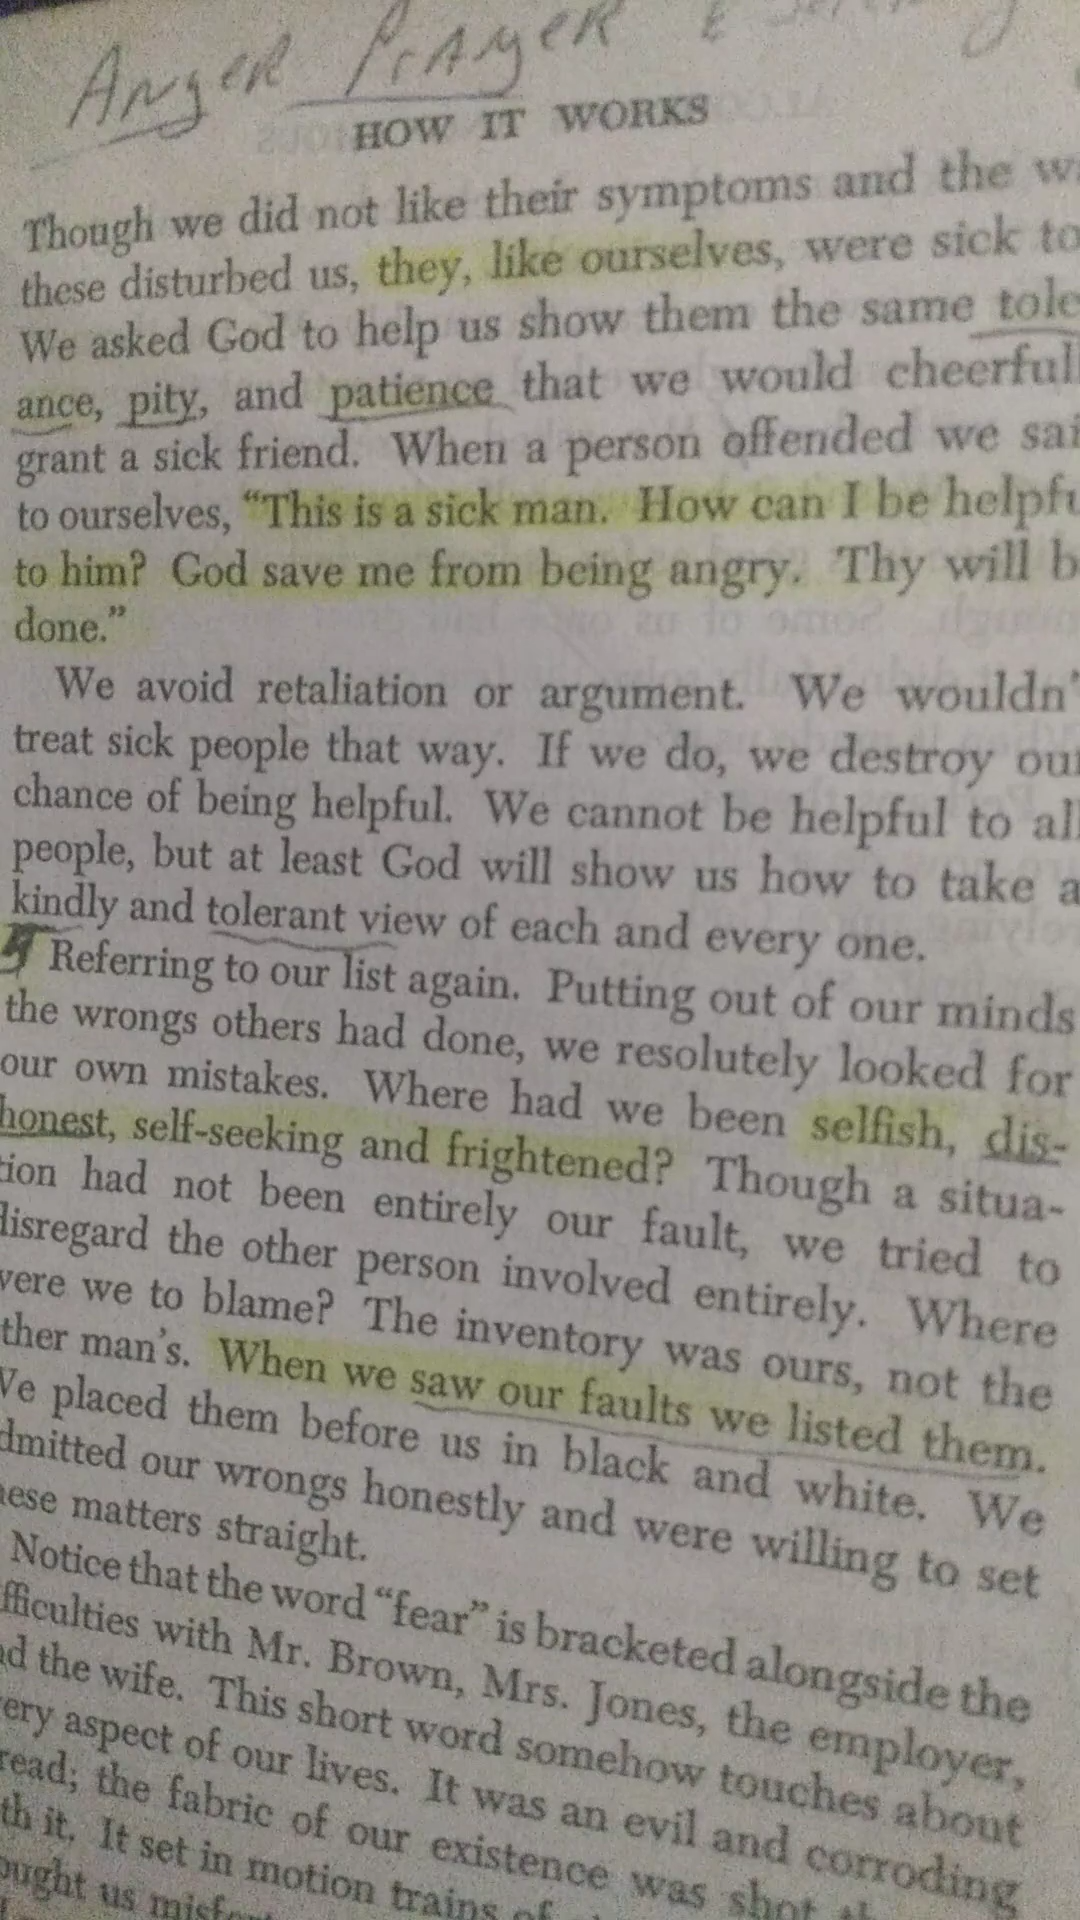 Anger Prayer &
HOW IT WORKS
Though we did not like their symptoms and the w
these disturbed us, they, like ourselves, were sick to
We asked God to help us show them the same tole
ance, pity, and patience that we would cheerfull
grant a sick friend. When a person offended we sai
to ourselves, “This is a sick man. How can I be helpfu
to him? God save me from being angry. Thy will b
done.”
We avoid retaliation or argument. We wouldn’
treat sick people that way. If we do, we destroy our
chance of being helpful. We cannot be helpful to all
people, but at least God will show us how to take a
kindly and tolerant view of each and every one.
Referring to our list again. Putting out of our minds
the wrongs others had done, we resolutely looked for
our own mistakes. Where had we been selfish, dis-
honest, self-seeking and frightened? Though a situa-
tion had not been entirely our fault, we tried to
disregard the other person involved entirely. Where
were we to blame? The inventory was ours, not the
ther man’s. When we saw our faults we listed them.
We placed them before us in black and white. We
dmitted our wrongs honestly and were willing to set
hese matters straight.
Notice that the word “fear” is bracketed alongside the
fficulties with Mr. Brown, Mrs. Jones, the employer,
nd the wife. This short word somehow touches about
ery aspect of our lives. It was an evil and corroding
read; the fabric of our existence was shot th
th it. It set in motion trains of
ought us misfort